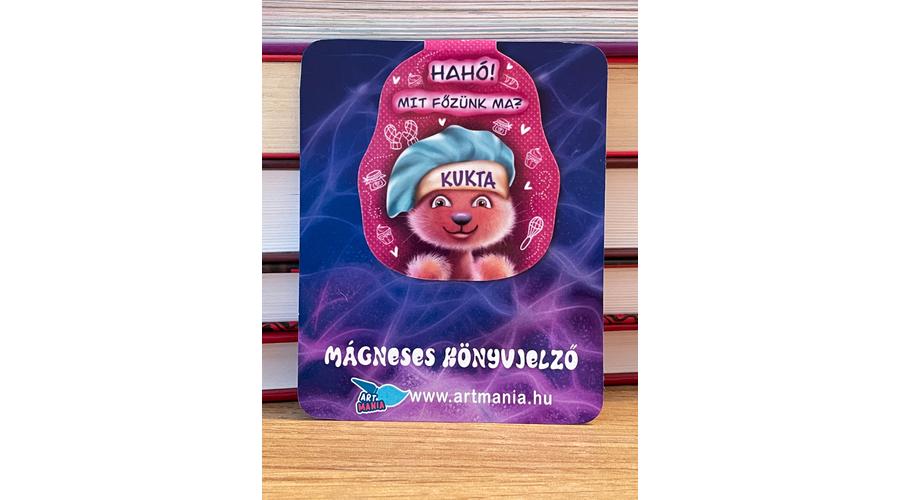 HAHÓ!
MIT FŐZÜNK MA?
KUKTA
MÁGNESES KÖNYVJELZŐ
ART
MANIA
www.artmania.hu